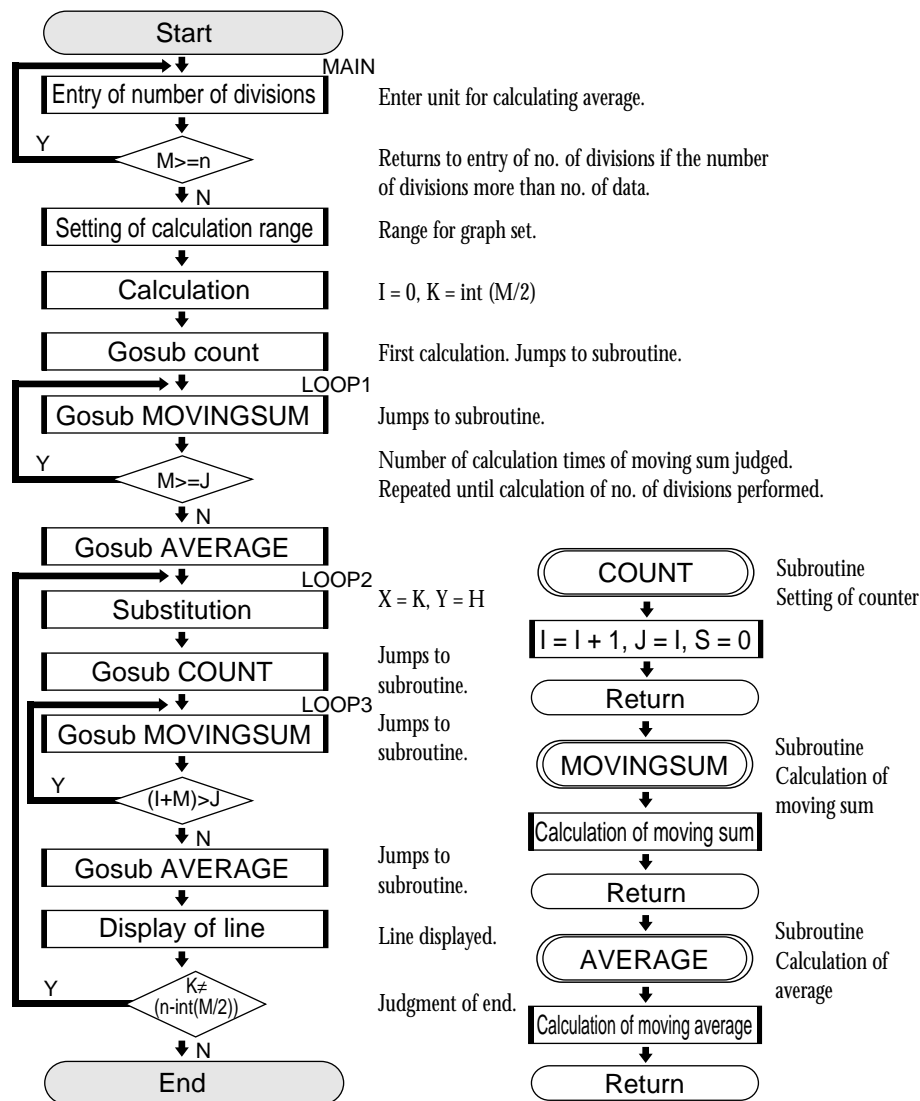 Start
MAIN
Entry of number of divisions
Enter unit for calculating average.
Y
M>=n
Returns to entry of no. of divisions if the number
of divisions more than no. of data.
N
Setting of calculation range
Range for graph set.
Calculation
I = 0, K = int (M/2)
Gosub count
First calculation. Jumps to subroutine.
LOOP1
Gosub MOVINGSUM
Jumps to subroutine.
Y
M>=J
Number of calculation times of moving sum judged.
Repeated until calculation of no. of divisions performed.
N
Gosub AVERAGE
LOOP2
Substitution
X = K, Y = H
Gosub COUNT
Jumps to
subroutine.
LOOP3
Gosub MOVINGSUM
Jumps to
subroutine.
Y
(I+M)>J
N
Gosub AVERAGE
Jumps to
subroutine.
Display of line
Line displayed.
Y
K≠
(n-int(M/2))
Judgment of end.
N
End
COUNT
Subroutine
Setting of counter
I = I + 1, J = I, S = 0
Return
MOVINGSUM
Subroutine
Calculation of
moving sum
Calculation of moving sum
Return
AVERAGE
Subroutine
Calculation of
average
Calculation of moving average
Return